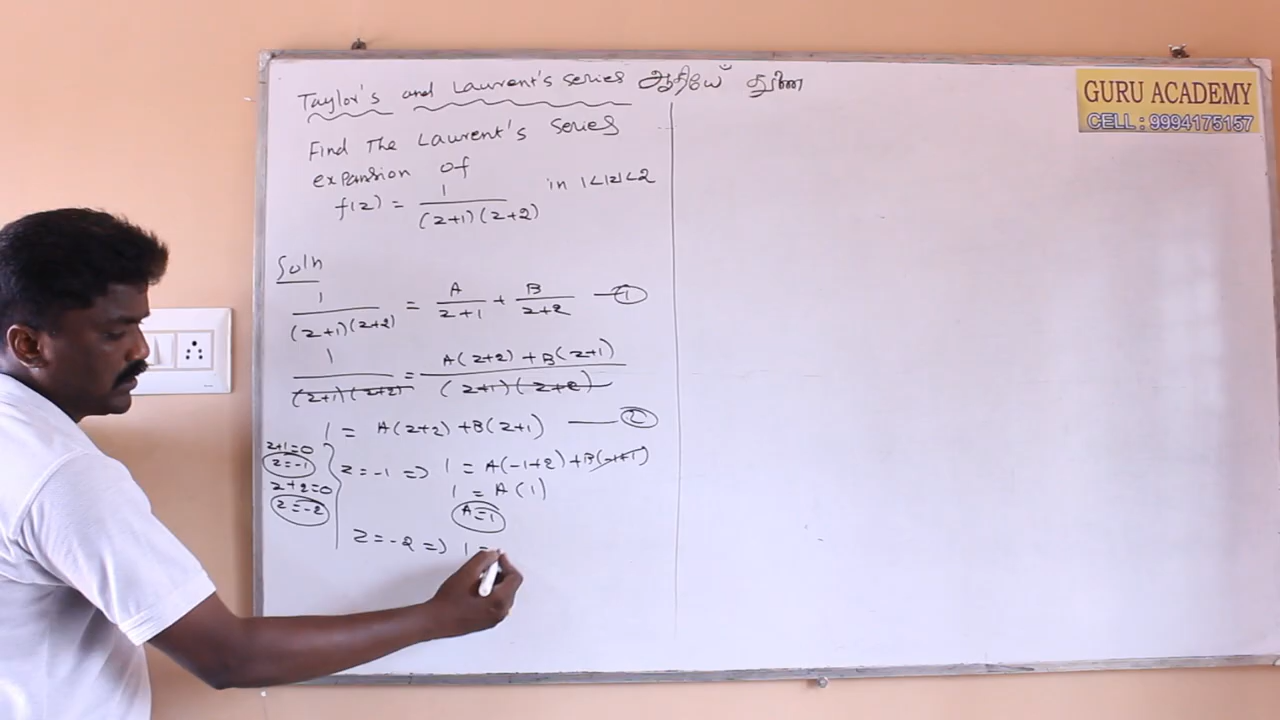 Taylor's and Laurent's series ஆதியே துணை
Find The Laurent's Series
expansion of
f(z) = 1/((z+1)(z+2)) in 1<|z|<2
Soln
1/((z+1)(z+2)) = A/(z+1) + B/(z+2) — ①
1/((z+1)(z+2)) = (A(z+2) + B(z+1))/((z+1)(z+2))
1 = A(z+2) + B(z+1) — ②
z+1=0
z=-1
z+2=0
z=-2
z=-1 => 1 = A(-1+2) + B(-1+1)
1 = A(1)
A=1
z=-2 => 1 =
GURU ACADEMY
CELL : 9994175157